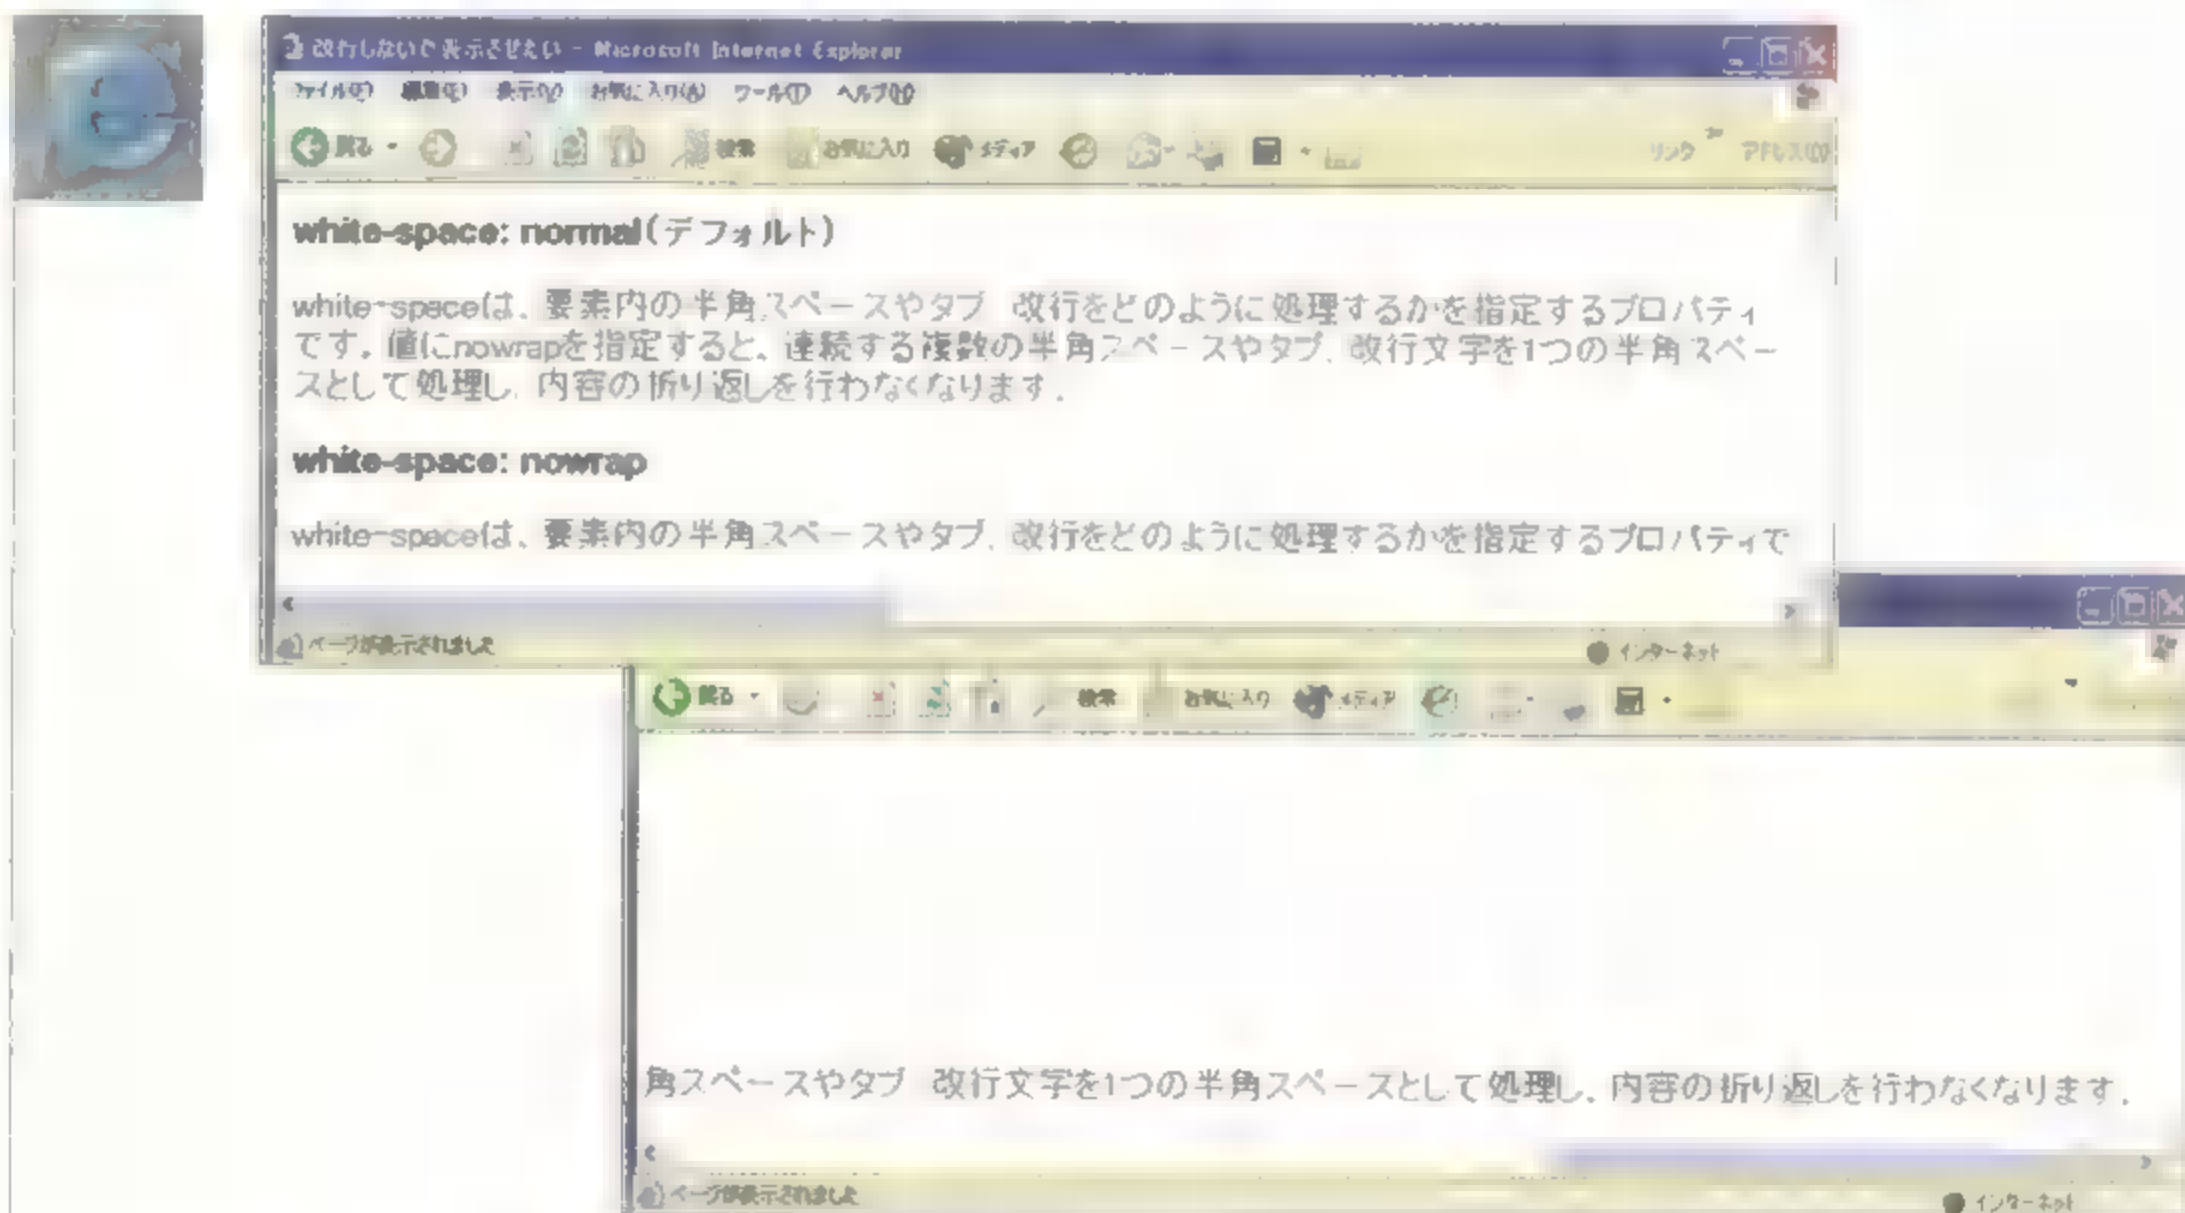 改行しないで表示させたい - Microsoft Internet Explorer
ファイル(F) 編集(E) 表示(V) お気に入り(A) ツール(T) ヘルプ(H)
戻る 検索 お気に入り メディア リンク アドレス(D)
white-space: normal(デフォルト)
white-spaceは、要素内の半角スペースやタブ、改行をどのように処理するかを指定するプロパティ
です。値にnowrapを指定すると、連続する複数の半角スペースやタブ、改行文字を1つの半角スペー
スとして処理し、内容の折り返しを行わなくなります。
white-space: nowrap
white-spaceは、要素内の半角スペースやタブ、改行をどのように処理するかを指定するプロパティで
ページが表示されました インターネット
戻る 検索 お気に入り メディア
角スペースやタブ、改行文字を1つの半角スペースとして処理し、内容の折り返しを行わなくなります。
ページが表示されました インターネット